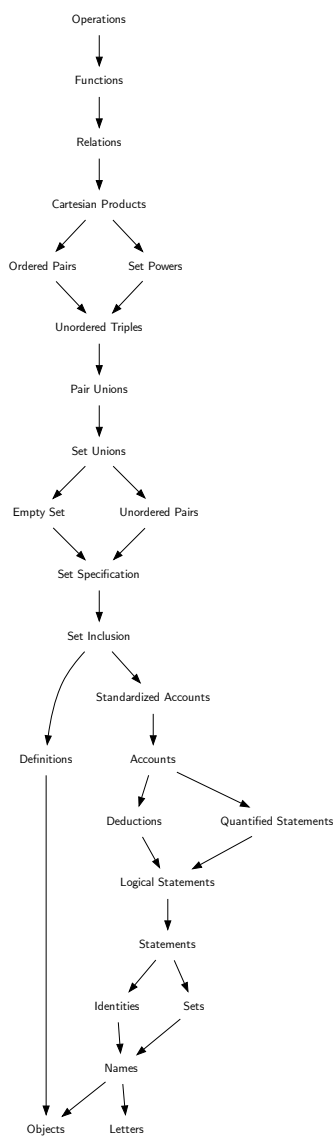 Operations
Functions
Relations
Cartesian Products
Ordered Pairs
Set Powers
Unordered Triples
Pair Unions
Set Unions
Empty Set
Unordered Pairs
Set Specification
Set Inclusion
Standardized Accounts
Definitions
Accounts
Deductions
Quantified Statements
Logical Statements
Statements
Identities
Sets
Names
Objects
Letters